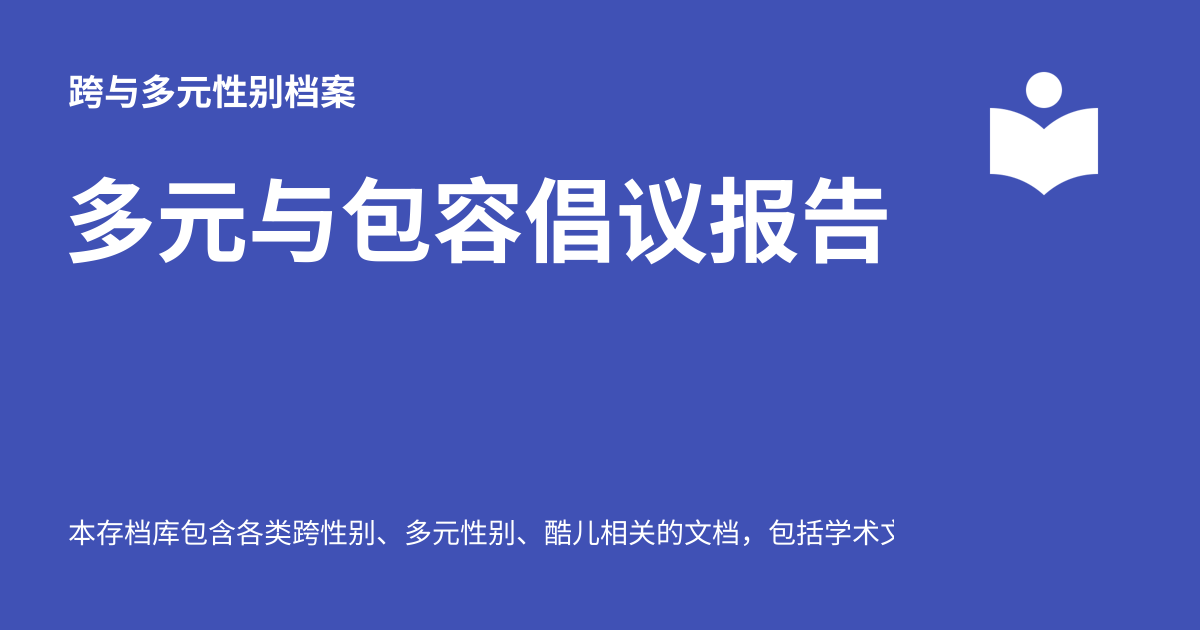 跨与多元性别档案
多元与包容倡议报告
本存档库包含各类跨性别、多元性别、酷儿相关的文档，包括学术